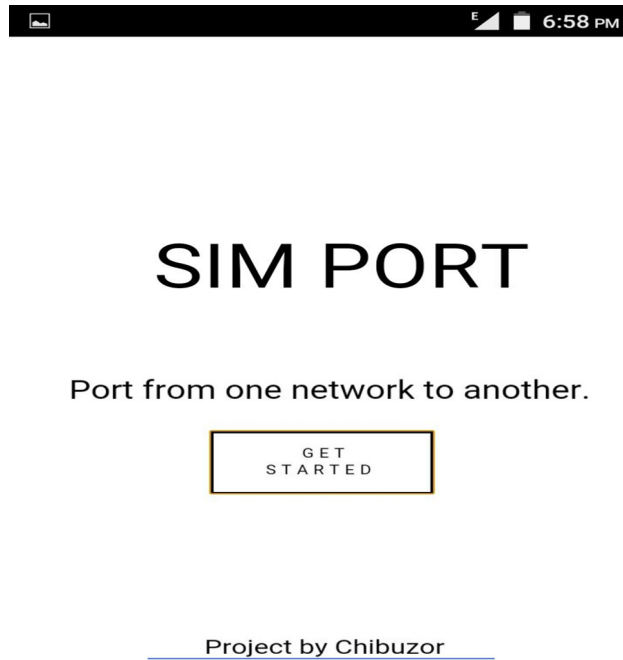 E 6:58 PM
SIM PORT
Port from one network to another.
GET
STARTED
Project by Chibuzor